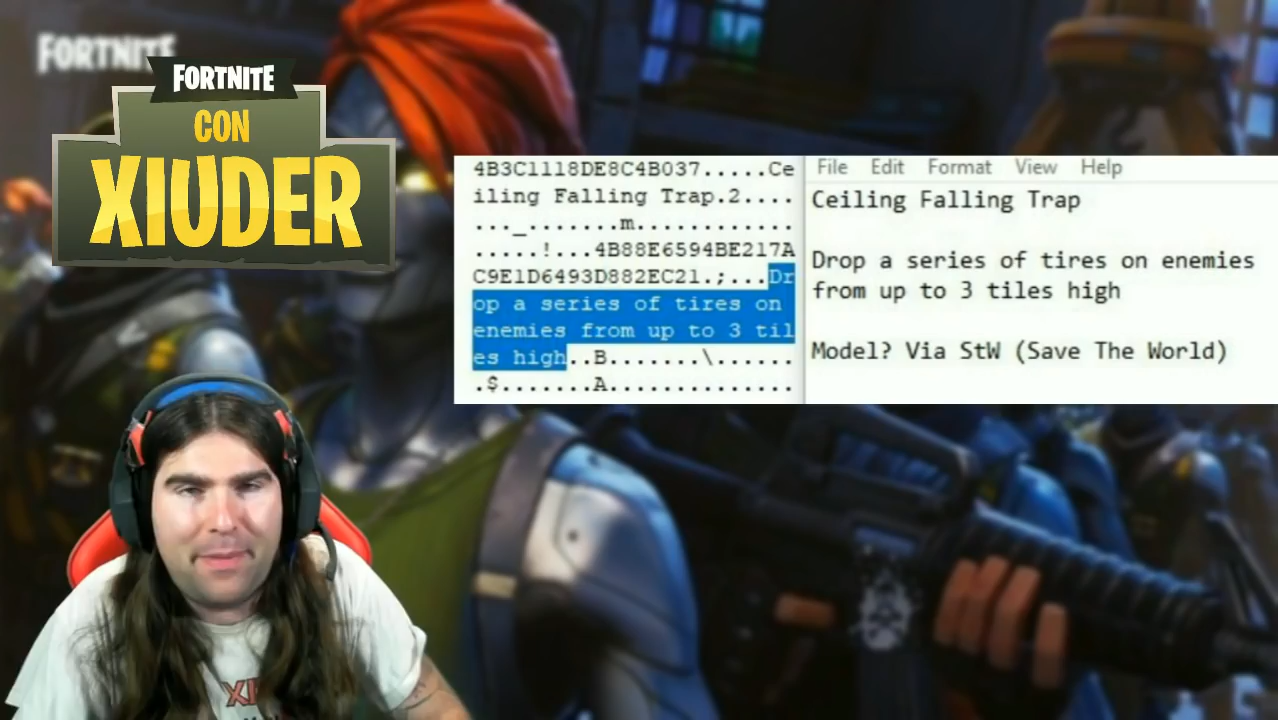 FORTNITE
FORTNITE
CON
XIUDER
4B3C1118DE8C4B037.....Ce
iling Falling Trap.2....
..._.......m............
.....!...4B88E6594BE217A
C9E1D6493D882EC21.;...Dr
op a series of tires on
enemies from up to 3 til
es high..B.......\......
.$.......A..............
File Edit Format View Help
Ceiling Falling Trap
Drop a series of tires on enemies
from up to 3 tiles high
Model? Via StW (Save The World)